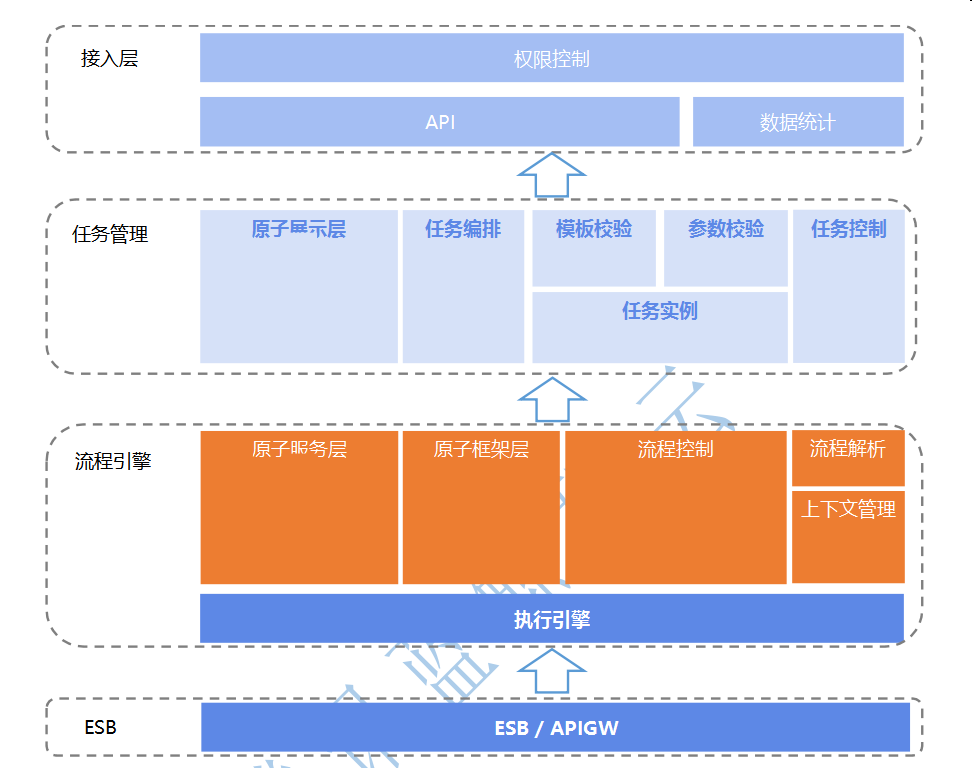 接入层
权限控制
API
数据统计
任务管理
原子展示层
任务编排
模板校验
参数校验
任务控制
任务实例
流程引擎
原子服务层
原子框架层
流程控制
流程解析
上下文管理
执行引擎
ESB
ESB / APIGW